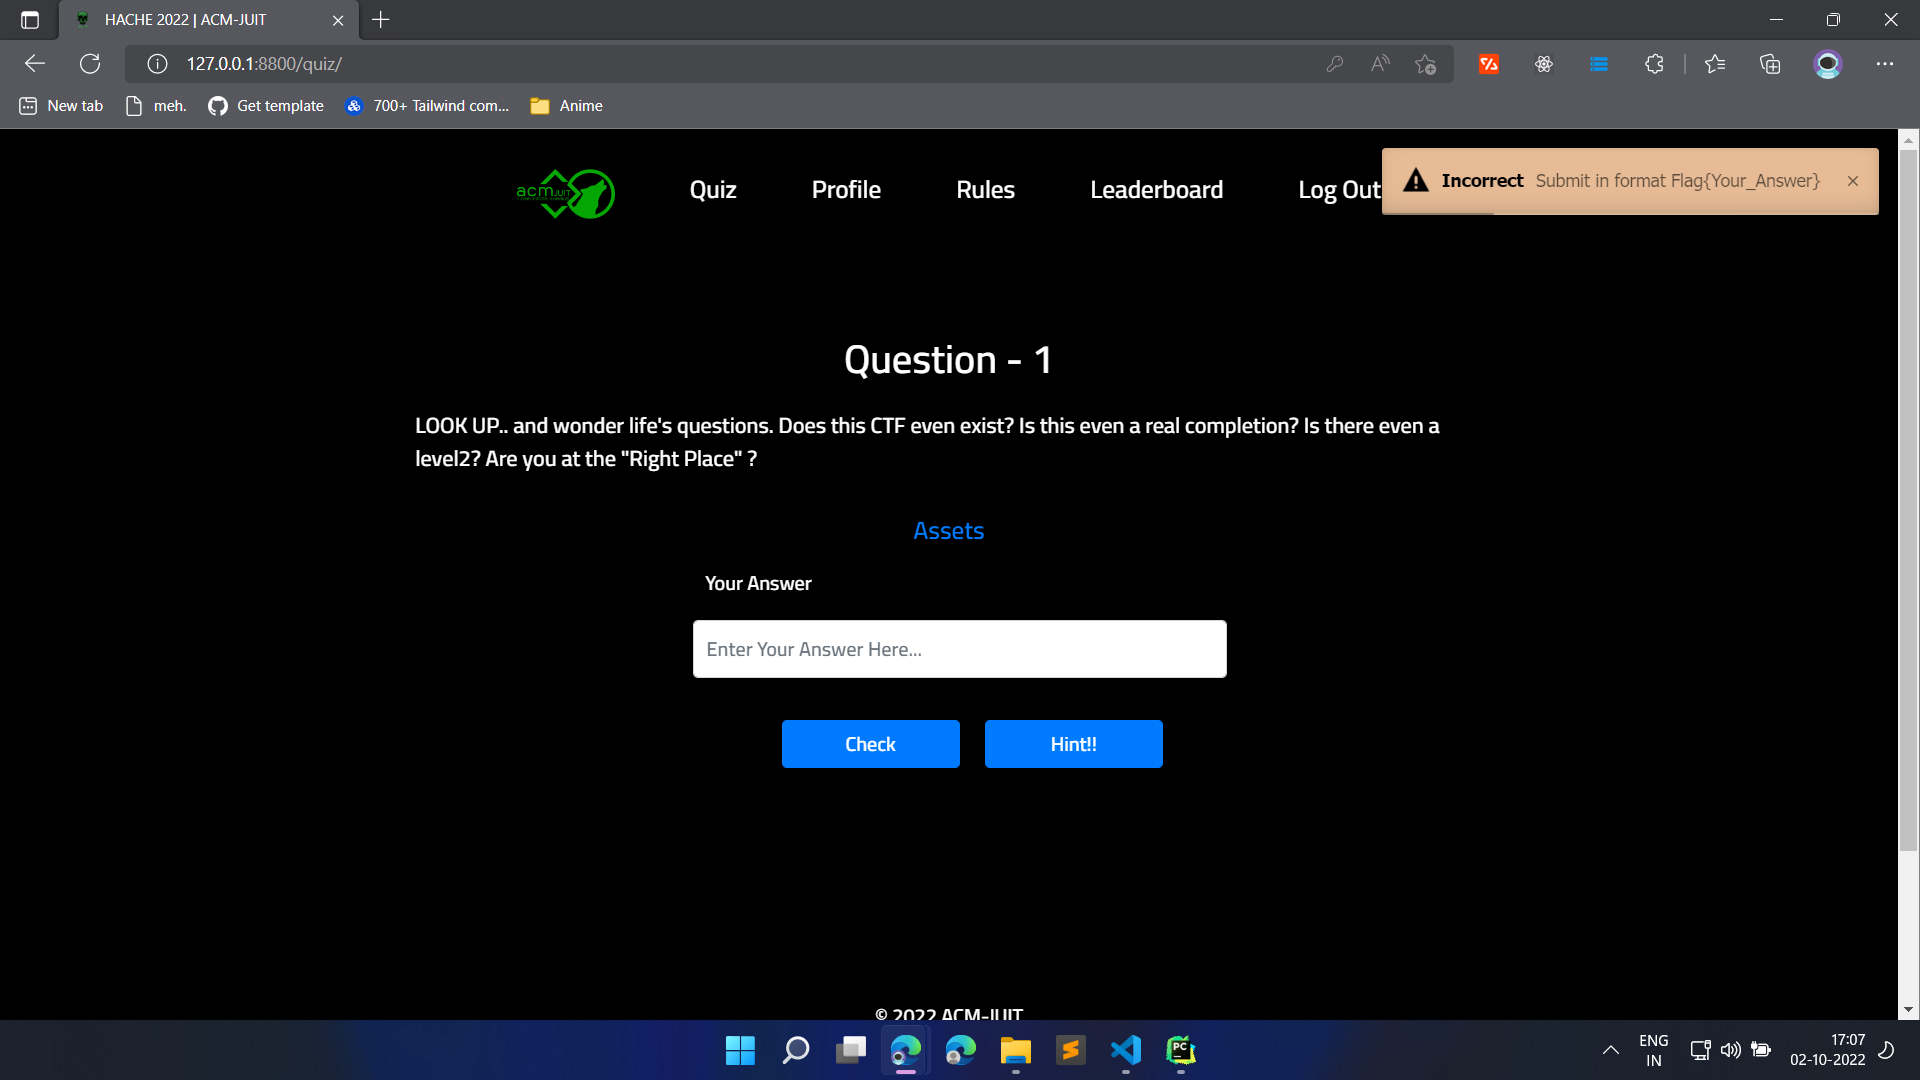 HACHE 2022 | ACM-JUIT
127.0.0.1:8800/quiz/
New tab
meh.
Get template
700+ Tailwind com...
Anime
acm JUIT
Quiz
Profile
Rules
Leaderboard
Log Out
Incorrect Submit in format Flag{Your_Answer}
Question - 1
LOOK UP.. and wonder life's questions. Does this CTF even exist? Is this even a real completion? Is there even a
level2? Are you at the "Right Place" ?
Assets
Your Answer
Enter Your Answer Here...
Check
Hint!!
© 2022 ACM-JUIT
PC
ENG
IN
17:07
02-10-2022